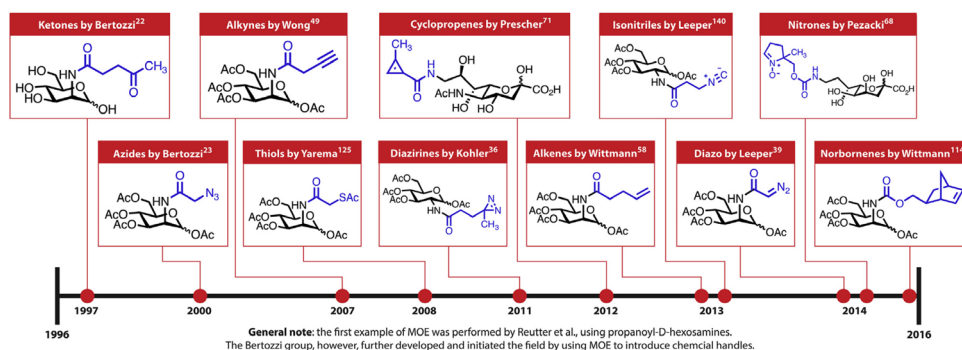 Ketones by Bertozzi22
Alkynes by Wong49
Cyclopropenes by Prescher71
Isonitriles by Leeper140
Nitrones by Pezacki68
Azides by Bertozzi23
Thiols by Yarema125
Diazirines by Kohler36
Alkenes by Wittmann58
Diazo by Leeper39
Norbornenes by Wittmann114
1997
2000
2007
2008
2011
2012
2013
2014
1996
2016
General note: the first example of MOE was performed by Reutter et al., using propanoyl-D-hexosamines.
The Bertozzi group, however, further developed and initiated the field by using MOE to introduce chemcial handles.